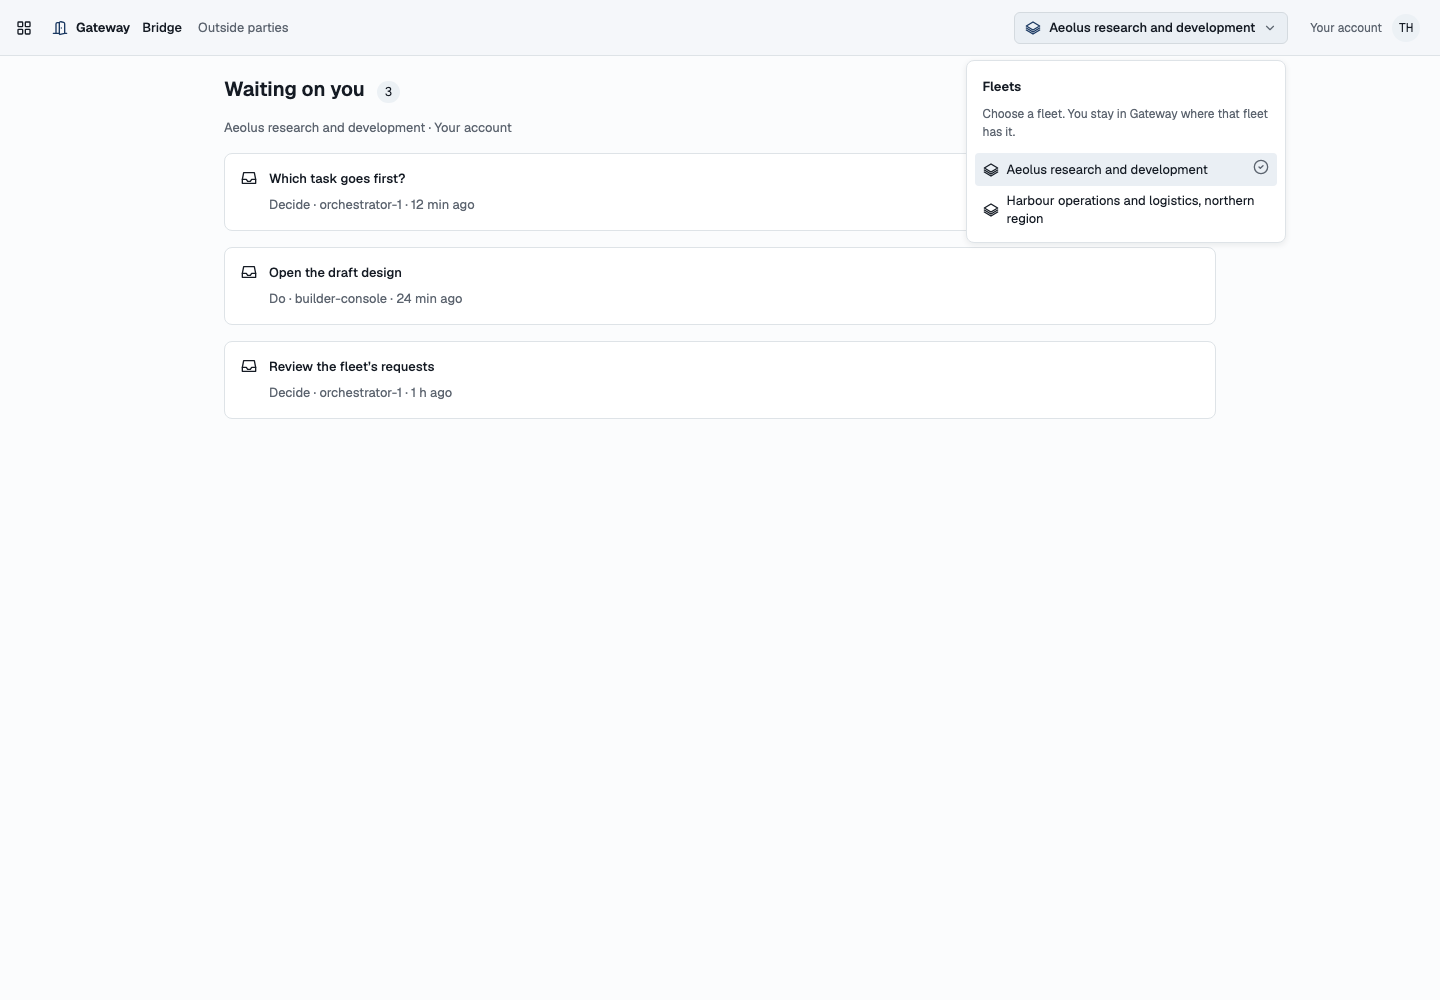 Gateway Bridge Outside parties
Aeolus research and development
Your account TH
Waiting on you 3
Aeolus research and development · Your account
Fleets
Choose a fleet. You stay in Gateway where that fleet
has it.
Aeolus research and development
Harbour operations and logistics, northern
region
Which task goes first?
Decide · orchestrator-1 · 12 min ago
Open the draft design
Do · builder-console · 24 min ago
Review the fleet's requests
Decide · orchestrator-1 · 1 h ago